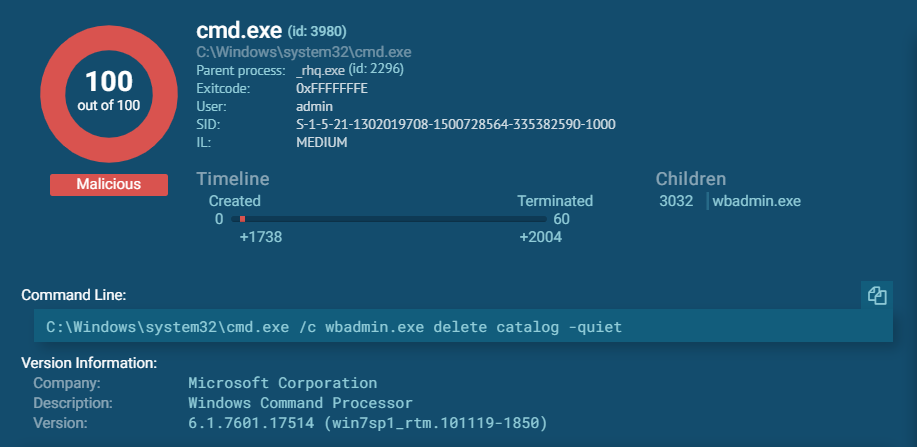 100
out of 100
Malicious
cmd.exe (id: 3980)
C:\Windows\system32\cmd.exe
Parent process: _rhq.exe (id: 2296)
Exitcode: 0xFFFFFFFE
User: admin
SID: S-1-5-21-1302019708-1500728564-335382590-1000
IL: MEDIUM
Timeline
Created Terminated
0 60
+1738 +2004
Children
3032 wbadmin.exe
Command Line:
C:\Windows\system32\cmd.exe /c wbadmin.exe delete catalog -quiet
Version Information:
Company: Microsoft Corporation
Description: Windows Command Processor
Version: 6.1.7601.17514 (win7sp1_rtm.101119-1850)